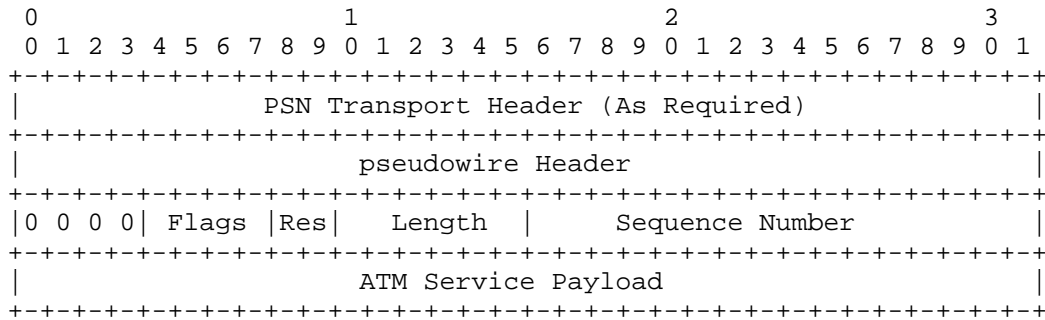 0                   1                   2                   3
 0 1 2 3 4 5 6 7 8 9 0 1 2 3 4 5 6 7 8 9 0 1 2 3 4 5 6 7 8 9 0 1
+-+-+-+-+-+-+-+-+-+-+-+-+-+-+-+-+-+-+-+-+-+-+-+-+-+-+-+-+-+-+-+-+
|               PSN Transport Header (As Required)              |
+-+-+-+-+-+-+-+-+-+-+-+-+-+-+-+-+-+-+-+-+-+-+-+-+-+-+-+-+-+-+-+-+
|                     pseudowire Header                         |
+-+-+-+-+-+-+-+-+-+-+-+-+-+-+-+-+-+-+-+-+-+-+-+-+-+-+-+-+-+-+-+-+
|0 0 0 0| Flags |Res|   Length  |     Sequence Number           |
+-+-+-+-+-+-+-+-+-+-+-+-+-+-+-+-+-+-+-+-+-+-+-+-+-+-+-+-+-+-+-+-+
|                     ATM Service Payload                       |
+-+-+-+-+-+-+-+-+-+-+-+-+-+-+-+-+-+-+-+-+-+-+-+-+-+-+-+-+-+-+-+-+